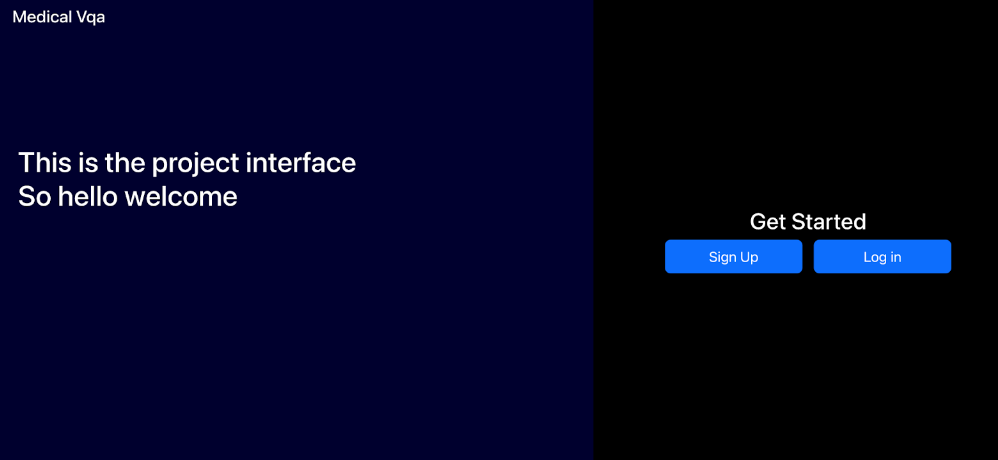 Medical Vqa
This is the project interface
So hello welcome
Get Started
Sign Up
Log in